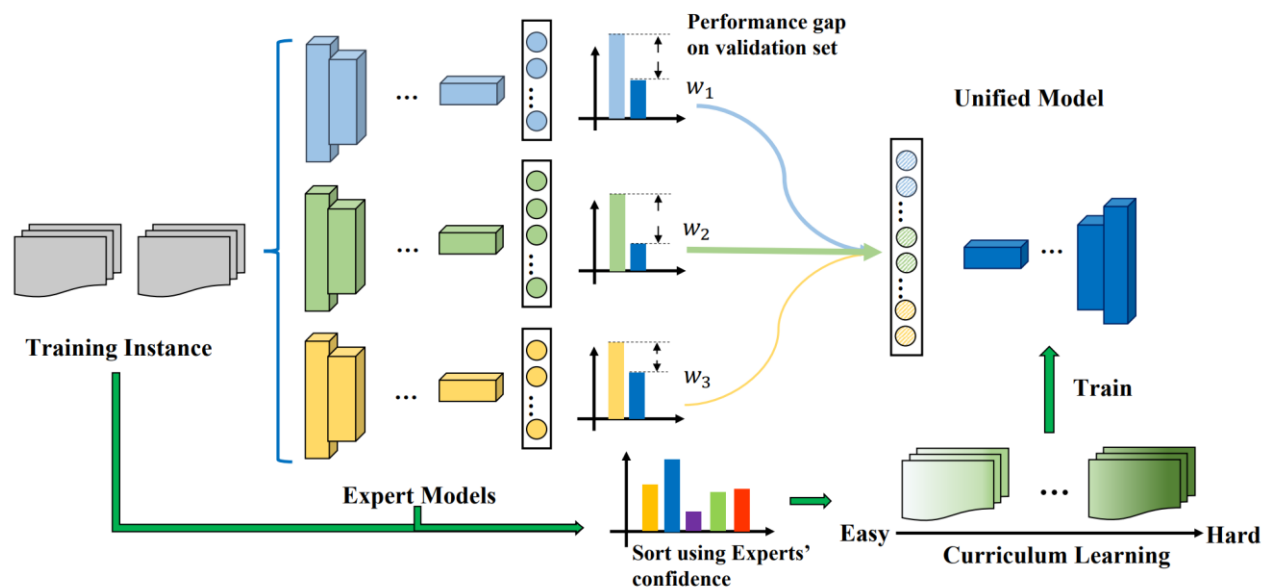 Performance gap
on validation set
w₁
Unified Model
w₂
Training Instance
w₃
Train
Expert Models
Easy
Hard
Sort using Experts’
confidence
Curriculum Learning